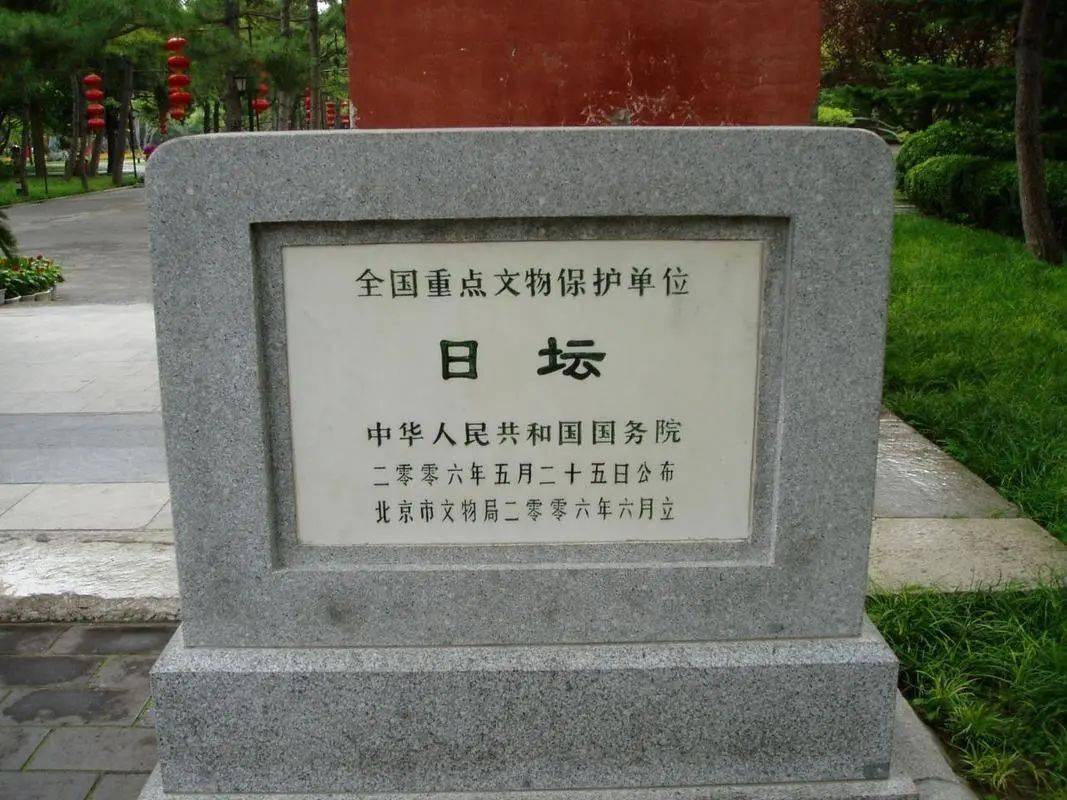 全国重点文物保护单位
日坛
中华人民共和国国务院
二零零六年五月二十五日公布
北京市文物局二零零六年六月立